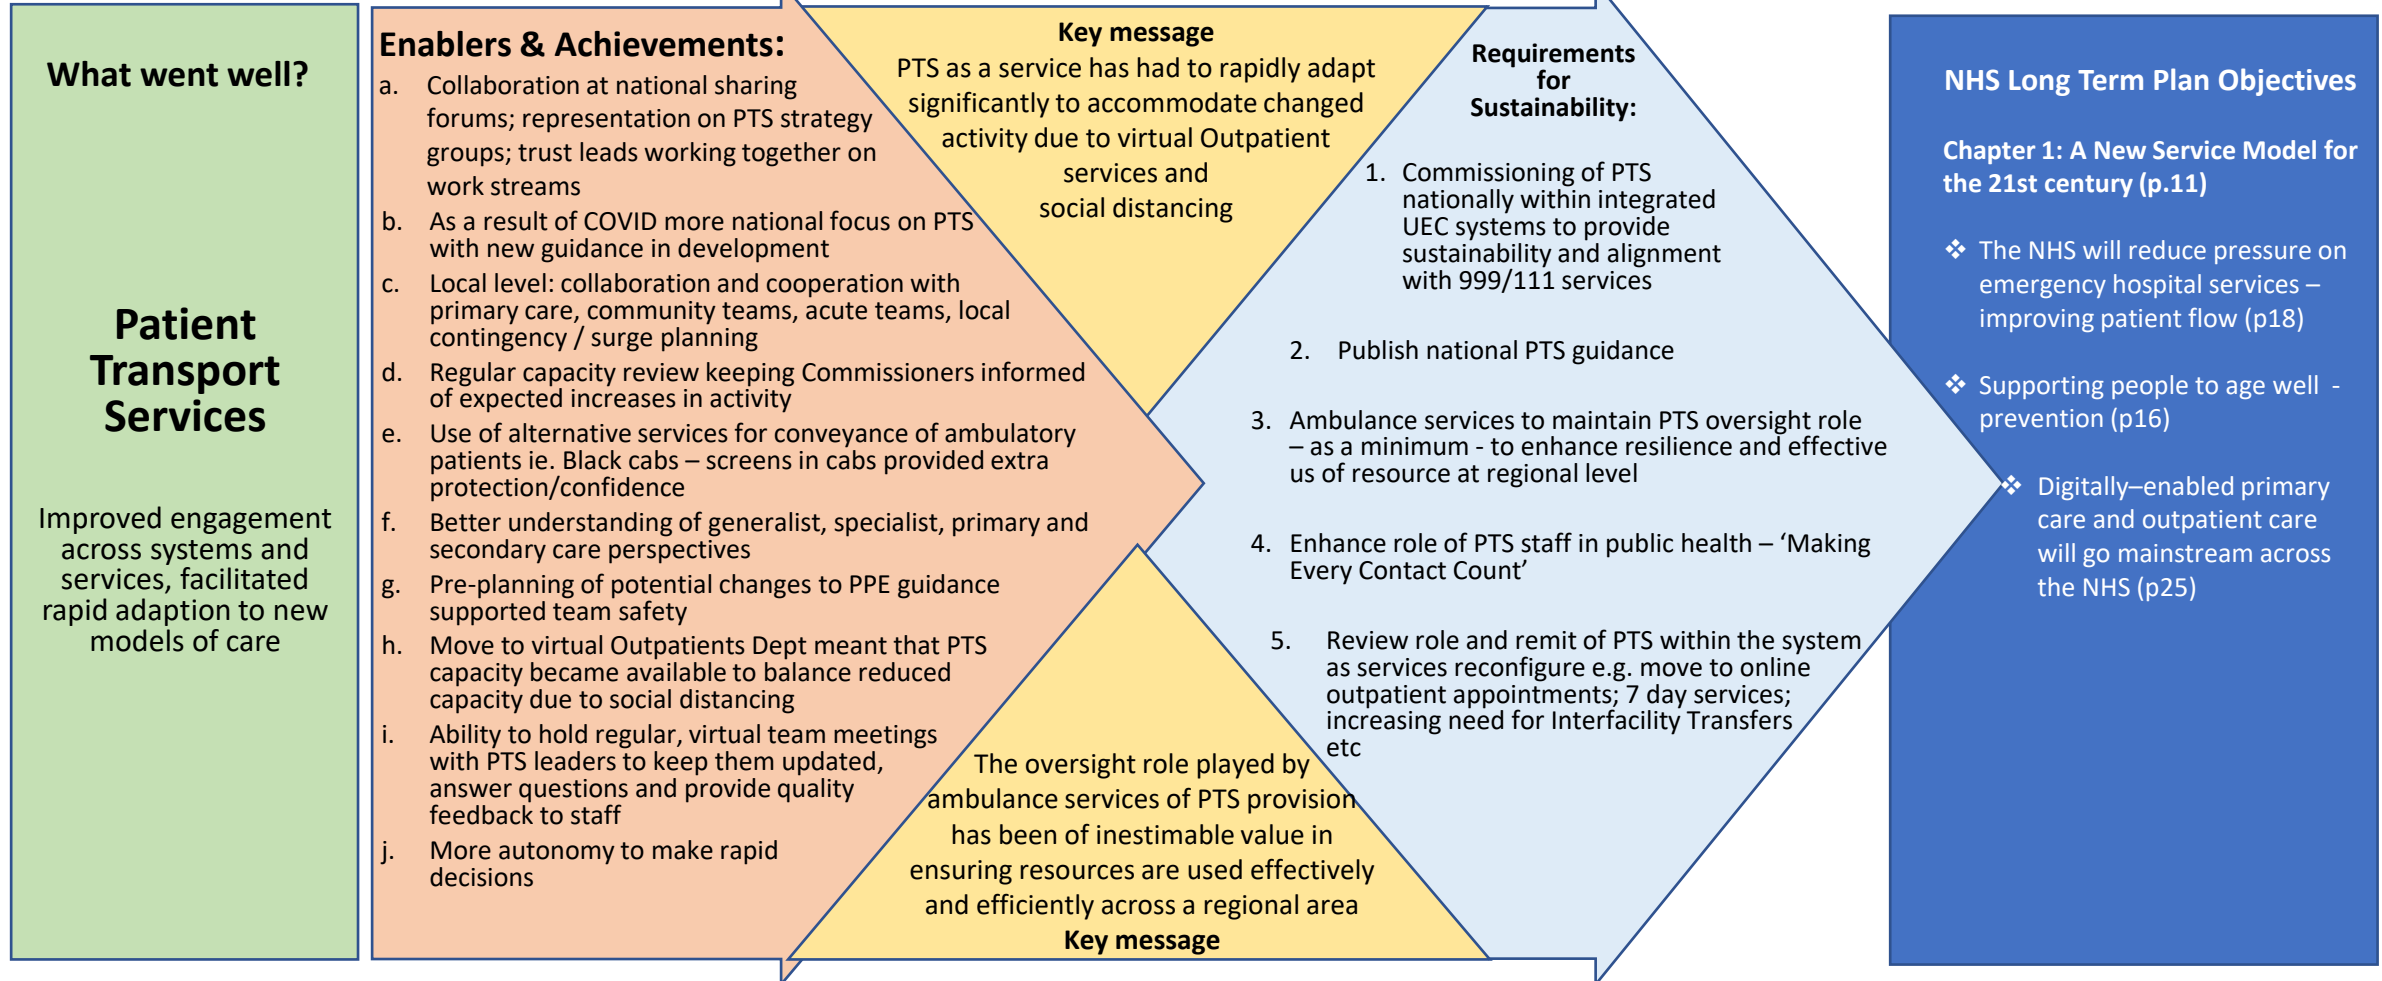 What went well?
Patient
Transport
Services
Improved engagement
across systems and
services, facilitated
rapid adaption to new
models of care
Enablers & Achievements:
a. Collaboration at national sharing
forums; representation on PTS strategy
groups; trust leads working together on
work streams
b. As a result of COVID more national focus on PTS
with new guidance in development
c. Local level: collaboration and cooperation with
primary care, community teams, acute teams, local
contingency / surge planning
d. Regular capacity review keeping Commissioners informed
of expected increases in activity
e. Use of alternative services for conveyance of ambulatory
patients ie. Black cabs – screens in cabs provided extra
protection/confidence
f. Better understanding of generalist, specialist, primary and
secondary care perspectives
g. Pre-planning of potential changes to PPE guidance
supported team safety
h. Move to virtual Outpatients Dept meant that PTS
capacity became available to balance reduced
capacity due to social distancing
i. Ability to hold regular, virtual team meetings
with PTS leaders to keep them updated,
answer questions and provide quality
feedback to staff
j. More autonomy to make rapid
decisions
Key message
PTS as a service has had to rapidly adapt
significantly to accommodate changed
activity due to virtual Outpatient
services and
social distancing
The oversight role played by
ambulance services of PTS provision
has been of inestimable value in
ensuring resources are used effectively
and efficiently across a regional area
Key message
Requirements
for
Sustainability:
1. Commissioning of PTS
nationally within integrated
UEC systems to provide
sustainability and alignment
with 999/111 services
2. Publish national PTS guidance
3. Ambulance services to maintain PTS oversight role
– as a minimum - to enhance resilience and effective
us of resource at regional level
4. Enhance role of PTS staff in public health – ‘Making
Every Contact Count’
5. Review role and remit of PTS within the system
as services reconfigure e.g. move to online
outpatient appointments; 7 day services;
increasing need for Interfacility Transfers
etc
NHS Long Term Plan Objectives
Chapter 1: A New Service Model for
the 21st century (p.11)
❖ The NHS will reduce pressure on
emergency hospital services –
improving patient flow (p18)
❖ Supporting people to age well -
prevention (p16)
❖ Digitally–enabled primary
care and outpatient care
will go mainstream across
the NHS (p25)